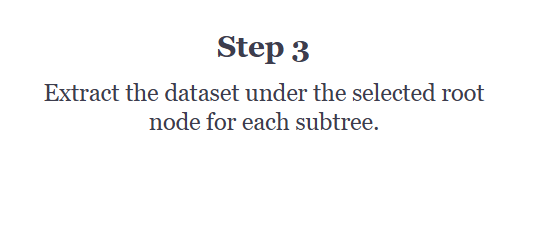 Step 3
Extract the dataset under the selected root
node for each subtree.